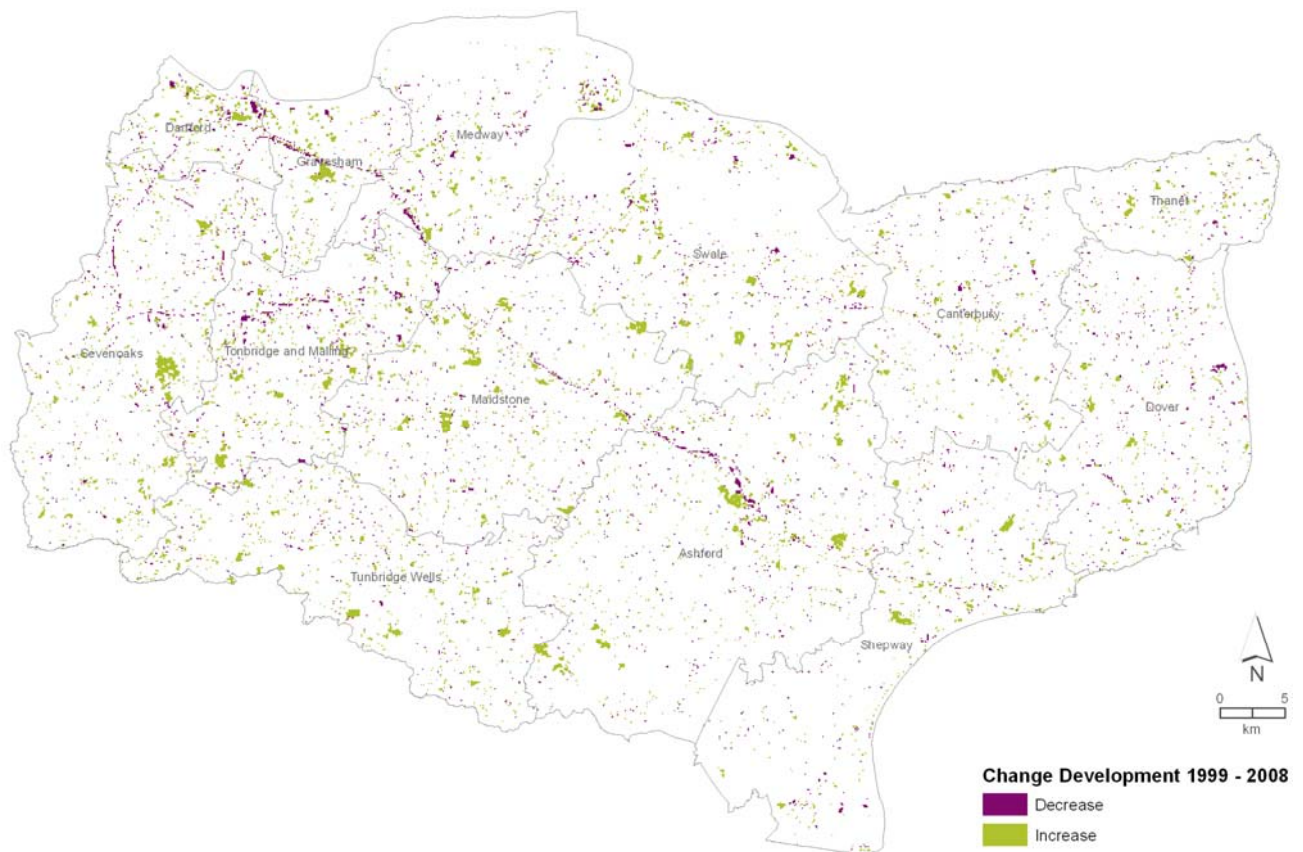 Dartford
Gravesham
Medway
Thanet
Swale
Canterbury
Sevenoaks
Tonbridge and Malling
Maidstone
Dover
Ashford
Tunbridge Wells
Shepway
N
0 5
km
Change Development 1999 - 2008
Decrease
Increase